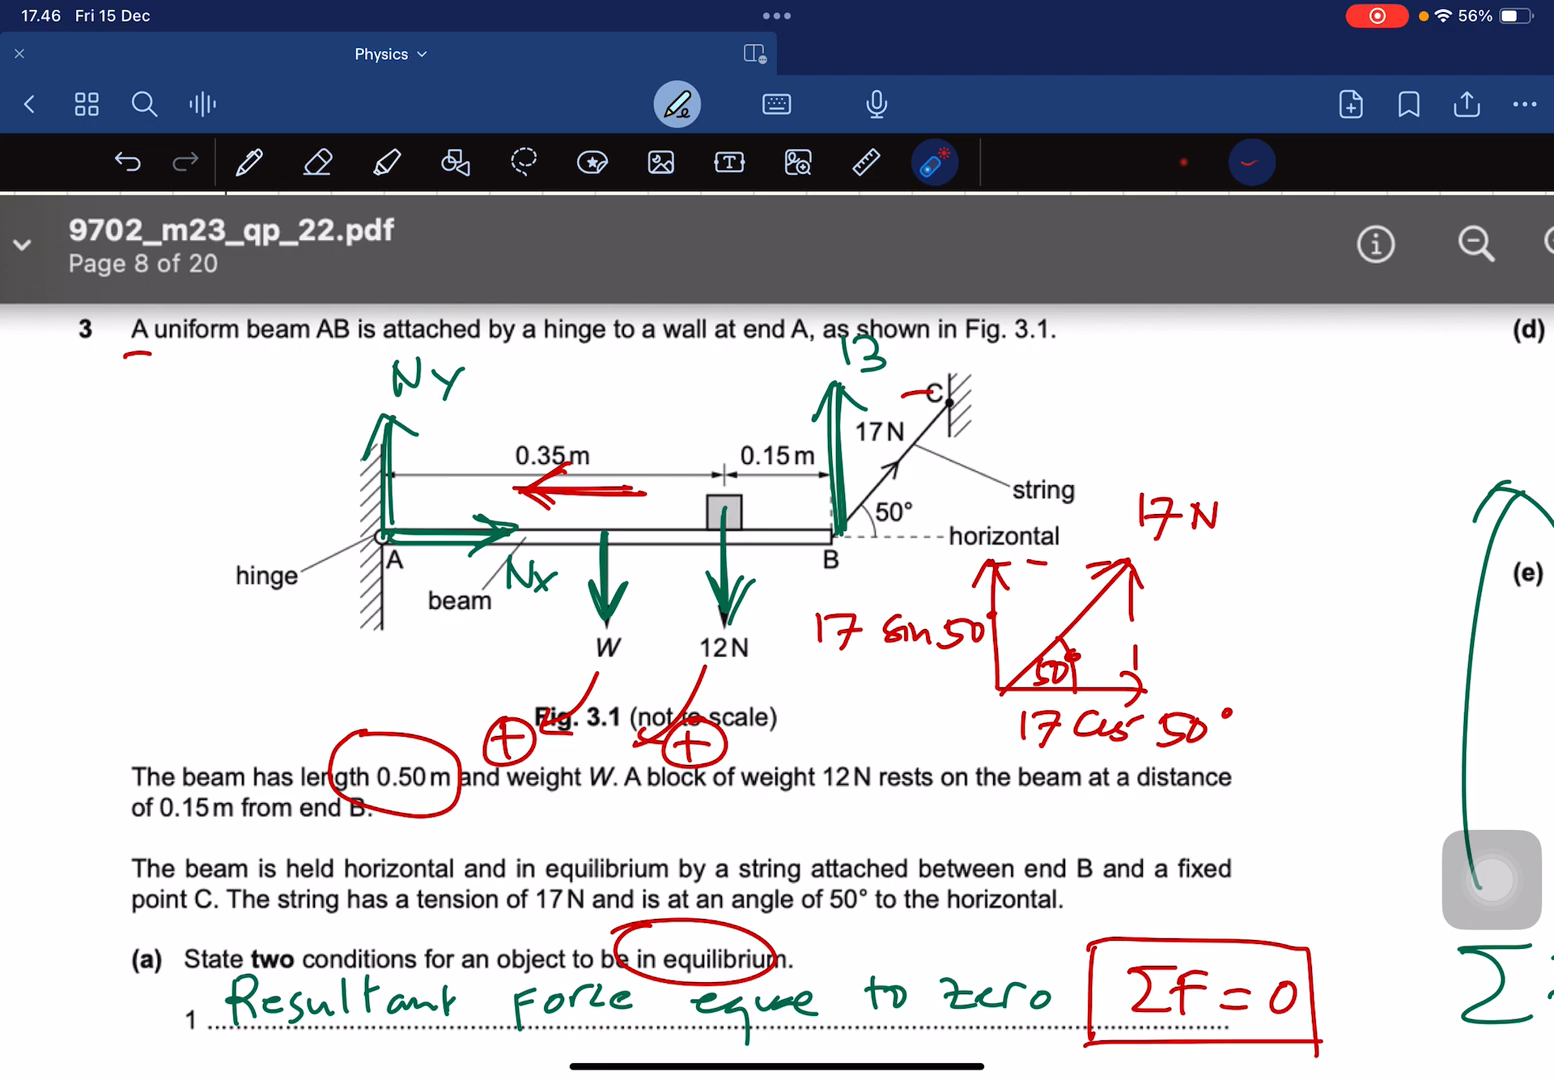 17.46 Fri 15 Dec
56%
Physics
T
9702_m23_qp_22.pdf
Page 8 of 20
3 A uniform beam AB is attached by a hinge to a wall at end A, as shown in Fig. 3.1.
(d)
Ny
13
C
17 N
0.35 m
0.15 m
string
50°
17 N
horizontal
A
B
hinge
Nx
beam
(e)
17 sin 50
50°
W
12 N
17 cos 50°
Fig. 3.1 (not to scale)
+
+
The beam has length 0.50 m and weight W. A block of weight 12 N rests on the beam at a distance
of 0.15 m from end B.
The beam is held horizontal and in equilibrium by a string attached between end B and a fixed
point C. The string has a tension of 17 N and is at an angle of 50° to the horizontal.
(a) State two conditions for an object to be in equilibrium.
1 Resultant Force eque to zero
ΣF = 0
Σ